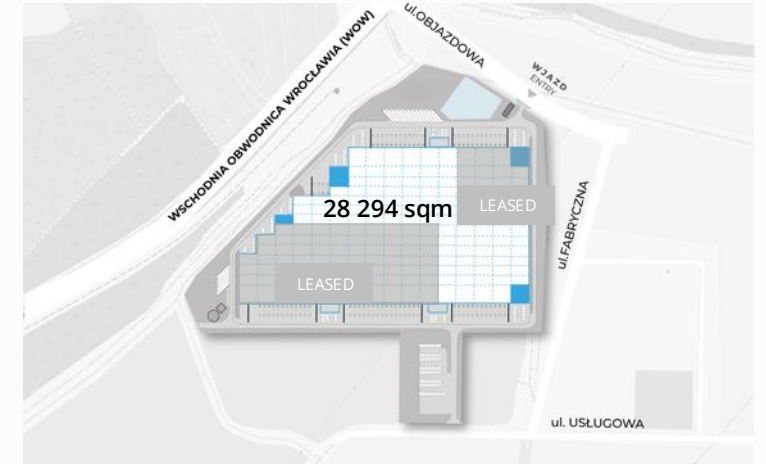 ul.OBJAZDOWA
WJAZD
ENTRY
WSCHODNIA OBWODNICA WROCŁAWIA (WOW)
28 294 sqm
LEASED
ul.FABRYCZNA
LEASED
ul. USŁUGOWA